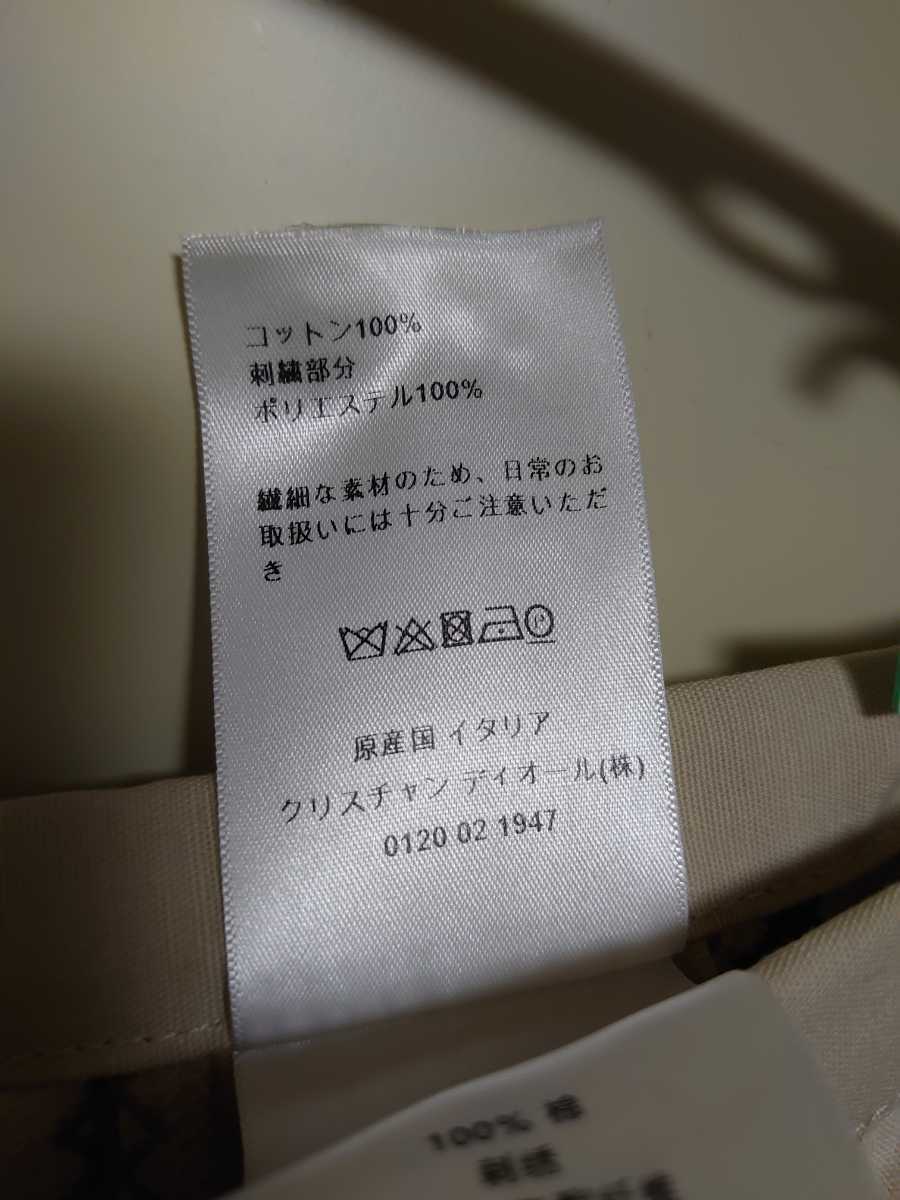 コットン100%
刺繍部分
ポリエステル100%
繊細な素材のため、日常のお
取扱いには十分ご注意いただ
き
P
原産国 イタリア
クリスチャン ディオール(株)
0120 02 1947
100% 棉
刺绣